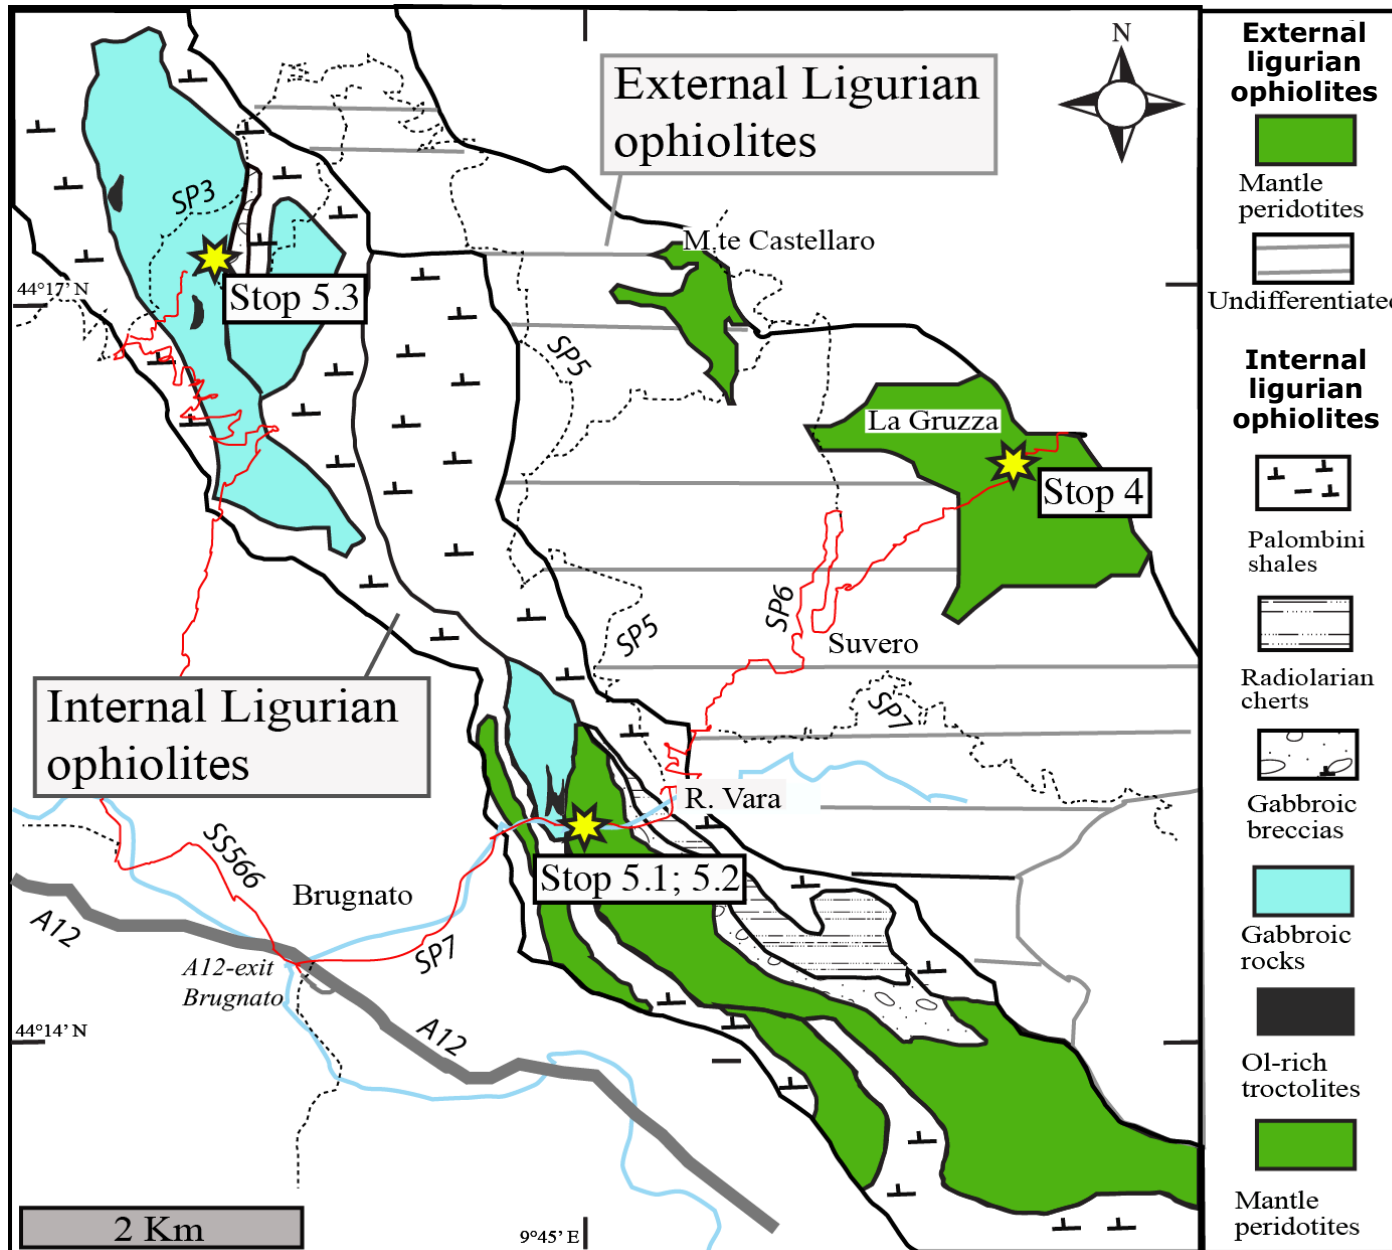 N
External Ligurian
ophiolites
SP3
M.te Castellaro
44°17’ N
Stop 5.3
SP5
La Gruzza
Stop 4
SP6
SP5
Suvero
Internal Ligurian
ophiolites
SP7
R. Vara
SS566
Stop 5.1; 5.2
Brugnato
A12
SP7
A12-exit
Brugnato
44°14’ N
A12
2 Km
9°45’ E
External
ligurian
ophiolites
Mantle
peridotites
Undifferentiated
Internal
ligurian
ophiolites
Palombini
shales
Radiolarian
cherts
Gabbroic
breccias
Gabbroic
rocks
Ol-rich
troctolites
Mantle
peridotites